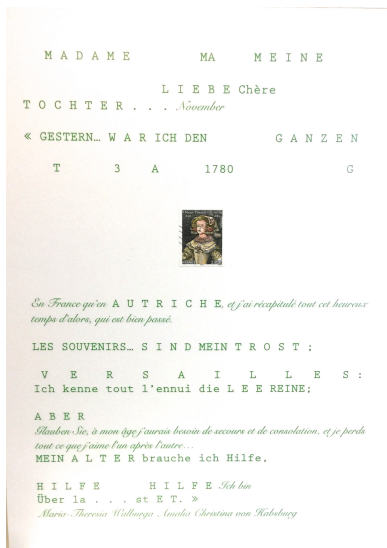 MADAME MA MEINE
LIEBE Chère
TOCHTER... November
« GESTERN… WAR ICH DEN GANZEN
T 3 A 1780 G
En France qu'en AUTRICHE, et j'ai récapitulé tout cet heureux
temps d'alors, qui est bien passé.
LES SOUVENIRS… SIND MEIN TROST;
VERSAILLES:
Ich kenne tout l'ennui die LEEREINE;
ABER
Glauben Sie, à mon âge j'aurais besoin de secours et de consolation, et je perds
tout ce que j'aime l'un après l'autre…
MEIN ALTER brauche ich Hilfe.
HILFE HILFE Ich bin
Über la ... st ET. »
Maria-Theresia Walburga Amalia Christina von Habsburg